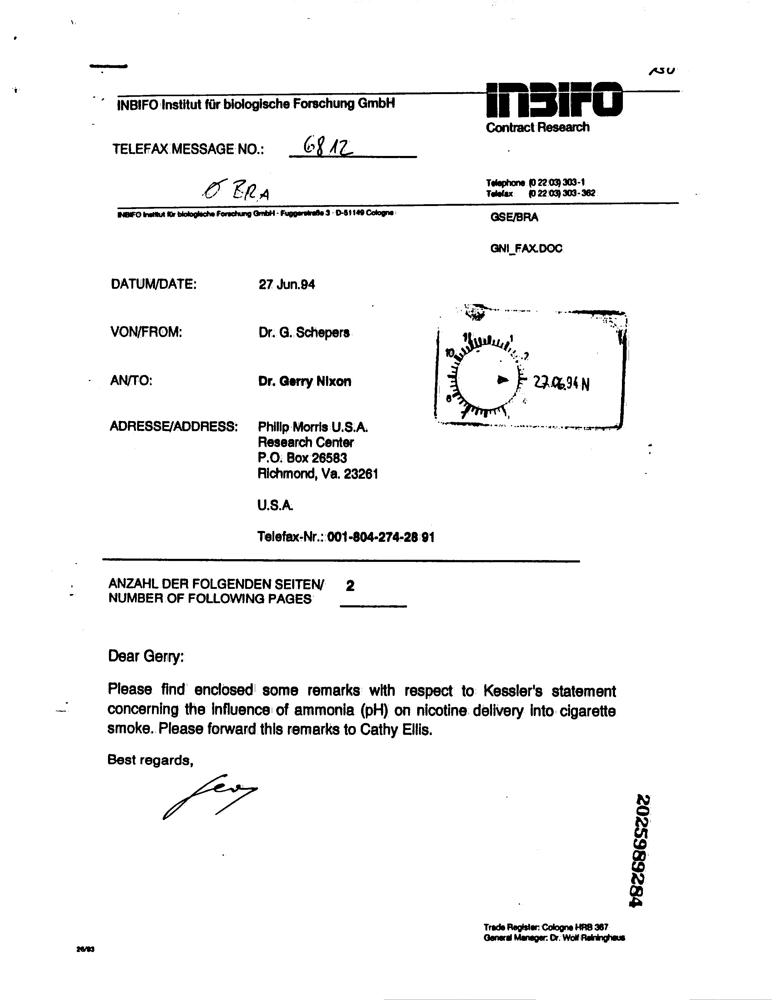 INBIFO Institut für biologische Forschung GmbH
INBIFO
Contract Research
TELEFAX MESSAGE NO.: 6812
BRA
Telephone (0 22 03) 303-1
Telefax (0 22 03) 303-362
INBIFO Institut für biologische Forschung GmbH · Fuggerstraße 3 · D-51149 Cologne
GSE/BRA
GNI_FAX.DOC
DATUM/DATE: 27 Jun.94
VON/FROM: Dr. G. Schepers
AN/TO: Dr. Gerry Nixon
27.06.94 N
ADRESSE/ADDRESS: Philip Morris U.S.A.
Research Center
P.O. Box 26583
Richmond, Va. 23261
U.S.A.
Telefax-Nr.: 001-804-274-28 91
ANZAHL DER FOLGENDEN SEITEN/ 2
NUMBER OF FOLLOWING PAGES
Dear Gerry:
Please find enclosed some remarks with respect to Kessler's statement
concerning the influence of ammonia (pH) on nicotine delivery into cigarette
smoke. Please forward this remarks to Cathy Ellis.
Best regards,
2025989284
Trade Register: Cologne HRB 367
General Manager: Dr. Wolf Reininghaus
26/93